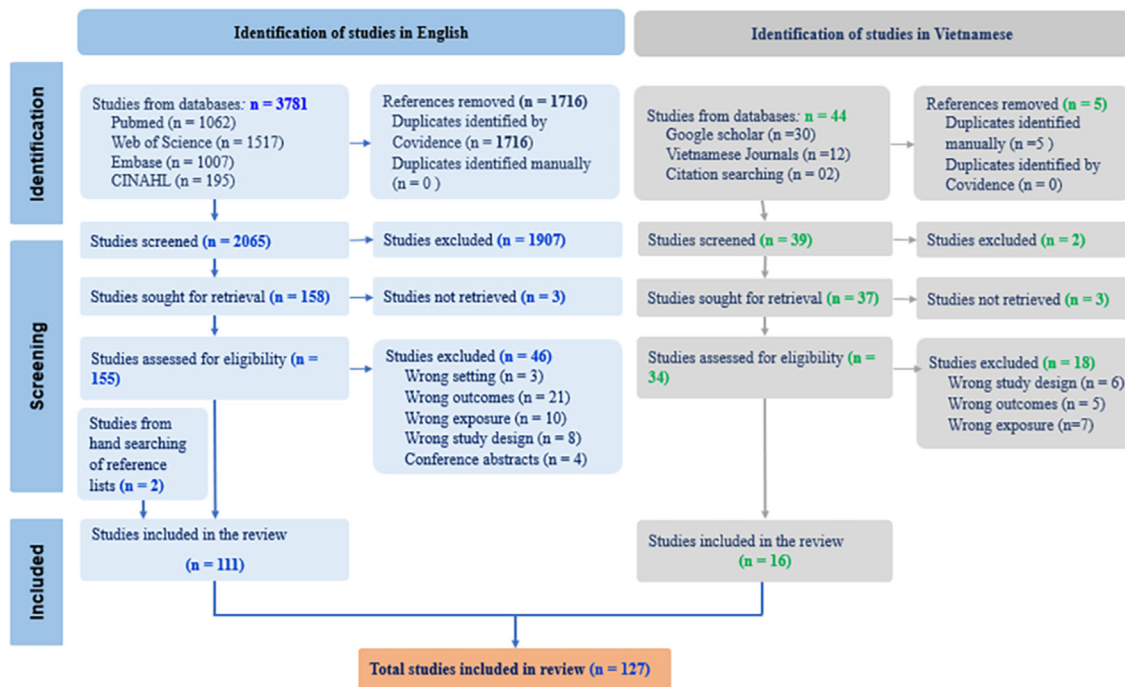 Identification of studies in English
Identification of studies in Vietnamese
Identification
Studies from databases: n = 3781
Pubmed (n = 1062)
Web of Science (n = 1517)
Embase (n = 1007)
CINAHL (n = 195)
References removed (n = 1716)
Duplicates identified by
Covidence (n = 1716)
Duplicates identified manually
(n = 0 )
Studies from databases: n = 44
Google scholar (n =30)
Vietnamese Journals (n =12)
Citation searching (n = 02)
References removed (n = 5)
Duplicates identified
manually (n =5 )
Duplicates identified by
Covidence (n = 0)
Screening
Studies screened (n = 2065)
Studies excluded (n = 1907)
Studies screened (n = 39)
Studies excluded (n = 2)
Studies sought for retrieval (n = 158)
Studies not retrieved (n = 3)
Studies sought for retrieval (n = 37)
Studies not retrieved (n = 3)
Studies assessed for eligibility (n =
155)
Studies excluded (n = 46)
Wrong setting (n = 3)
Wrong outcomes (n = 21)
Wrong exposure (n = 10)
Wrong study design (n = 8)
Conference abstracts (n = 4)
Studies assessed for eligibility (n =
34)
Studies excluded (n = 18)
Wrong study design (n = 6)
Wrong outcomes (n = 5)
Wrong exposure (n=7)
Studies from
hand searching
of reference
lists (n = 2)
Included
Studies included in the review
(n = 111)
Studies included in the review
(n = 16)
Total studies included in review (n = 127)